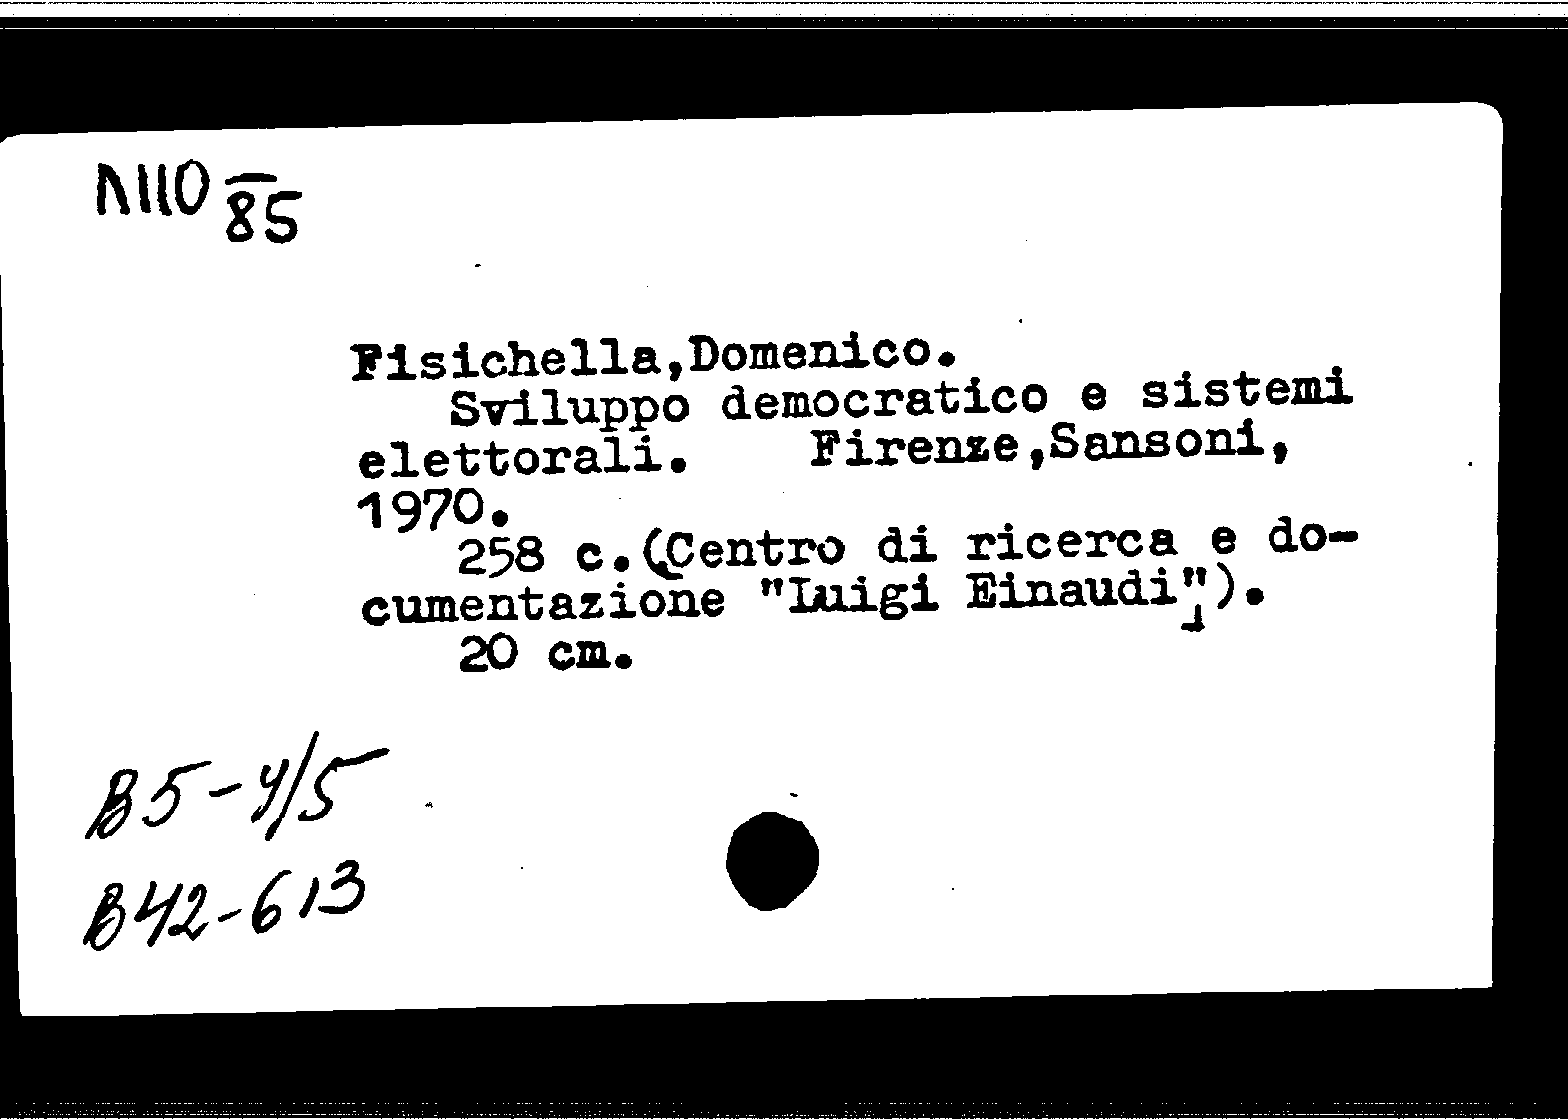 85
Fisichella,Domenico.
Sviluppo democratico e sistemi
elettorali. Firenze,Sansoni,
1970.
258 c.(Centro di ricerca e do-
cumentazione "Luigi Einaudi").
20 cm.
B5-4/5
B42-613